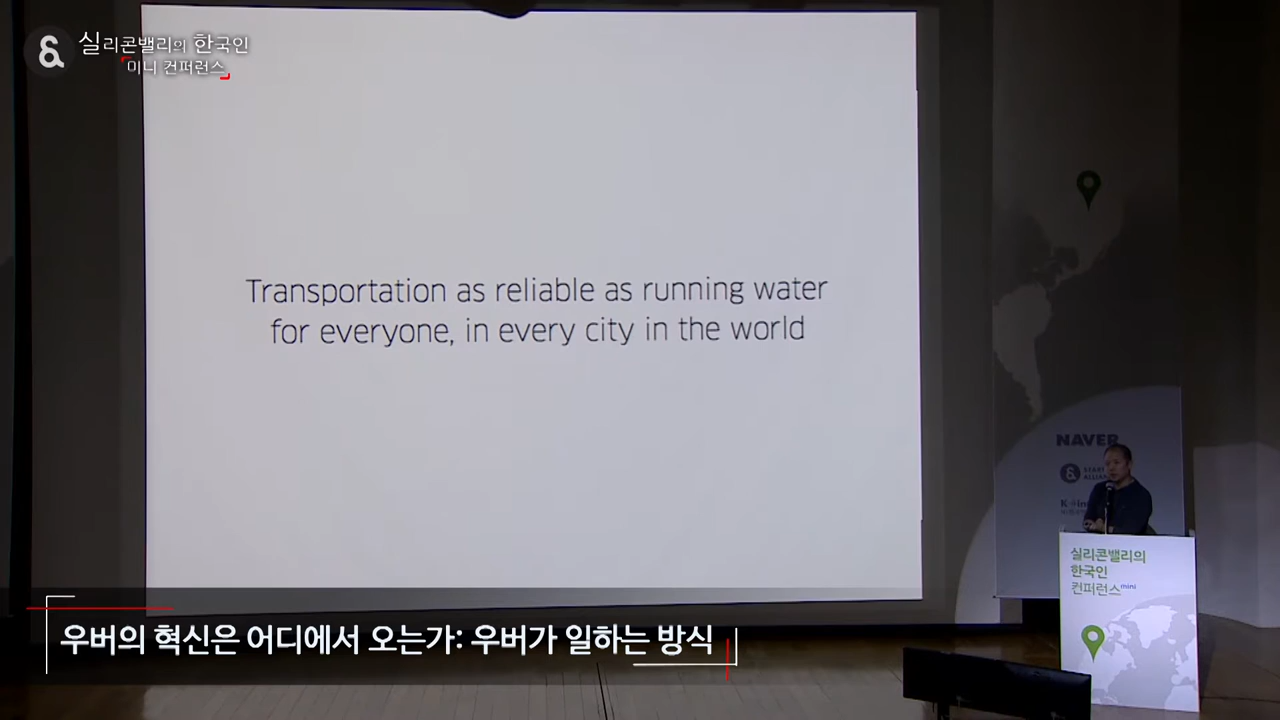 실리콘밸리의 한국인
미니 컨퍼런스
Transportation as reliable as running water
for everyone, in every city in the world
NAVER
실리콘밸리의
한국인
컨퍼런스mini
우버의 혁신은 어디에서 오는가: 우버가 일하는 방식